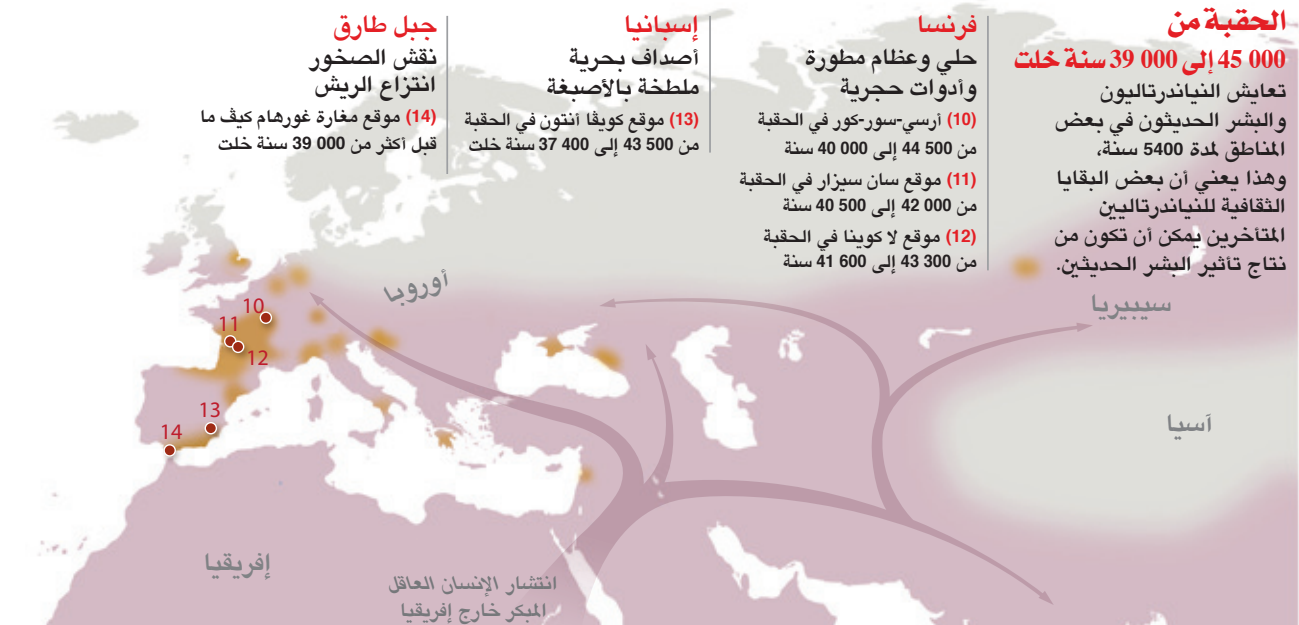 الحقبة من
45 000 إلى 39 000 سنة خلت
تعايش النياندرتاليون
والبشر الحديثون في بعض
المناطق لمدة 5400 سنة،
وهذا يعني أن بعض البقايا
الثقافية للنياندرتاليين
المتأخرين يمكن أن تكون من
نتاج تأثير البشر الحديثين.
فرنسا
حلي وعظام مطورة
وأدوات حجرية
(10) أرسي-سور-كور في الحقبة
من 500 44 إلى 000 40 سنة
(11) موقع سان سيزار في الحقبة
من 000 42 إلى 500 40 سنة
(12) موقع لا كوينا في الحقبة
من 300 43 إلى 600 41 سنة
إسبانيا
أصداف بحرية
ملطخة بالأصبغة
(13) موقع كويڤا أنتون في الحقبة
من 500 43 إلى 400 37 سنة خلت
جبل طارق
نقش الصخور
انتزاع الريش
(14) موقع مغارة غورهام كيڤ ما
قبل أكثر من 000 39 سنة خلت
أوروبا
سيبيريا
آسيا
إفريقيا
انتشار الإنسان العاقل
المبكر خارج إفريقيا
10
11
12
13
14